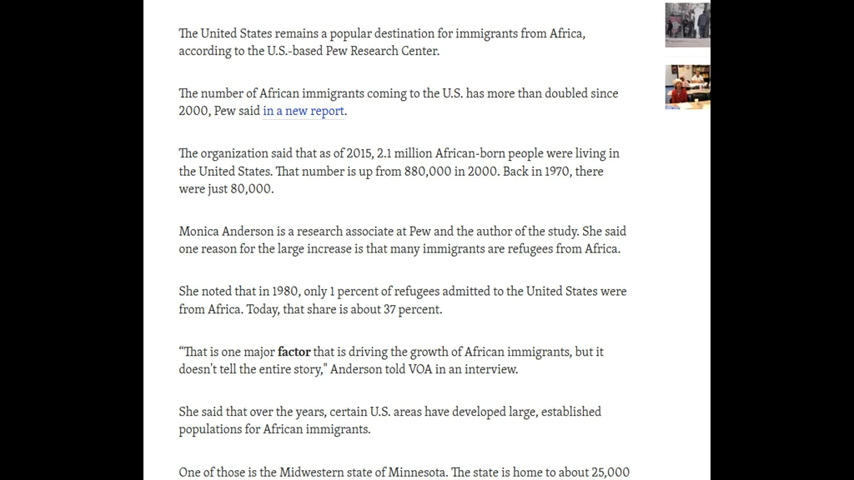 The United States remains a popular destination for immigrants from Africa,
according to the U.S.-based Pew Research Center.
The number of African immigrants coming to the U.S. has more than doubled since
2000, Pew said in a new report.
The organization said that as of 2015, 2.1 million African-born people were living in
the United States. That number is up from 880,000 in 2000. Back in 1970, there
were just 80,000.
Monica Anderson is a research associate at Pew and the author of the study. She said
one reason for the large increase is that many immigrants are refugees from Africa.
She noted that in 1980, only 1 percent of refugees admitted to the United States were
from Africa. Today, that share is about 37 percent.
“That is one major factor that is driving the growth of African immigrants, but it
doesn't tell the entire story," Anderson told VOA in an interview.
She said that over the years, certain U.S. areas have developed large, established
populations for African immigrants.
One of those is the Midwestern state of Minnesota. The state is home to about 25,000